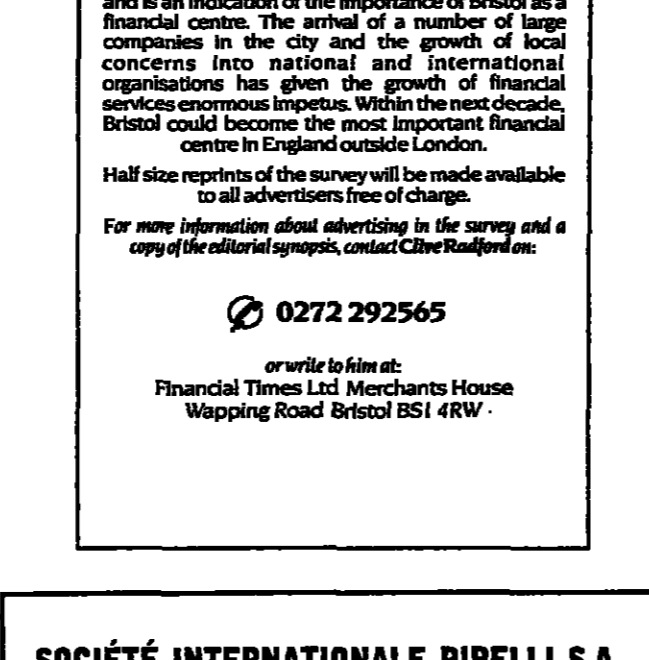 and is an indication of the importance of Bristol as a
financial centre. The arrival of a number of large
companies in the city and the growth of local
concerns into national and international
organisations has given the growth of financial
services enormous impetus. Within the next decade,
Bristol could become the most important financial
centre in England outside London.
Half size reprints of the survey will be made available
to all advertisers free of charge.
For more information about advertising in the survey and a
copy of the editorial synopsis, contact Clive Radford on:
0272 292565
or write to him at:
Financial Times Ltd Merchants House
Wapping Road Bristol BS1 4RW
SOCIÉTÉ INTERNATIONALE PIRELLI S.A.